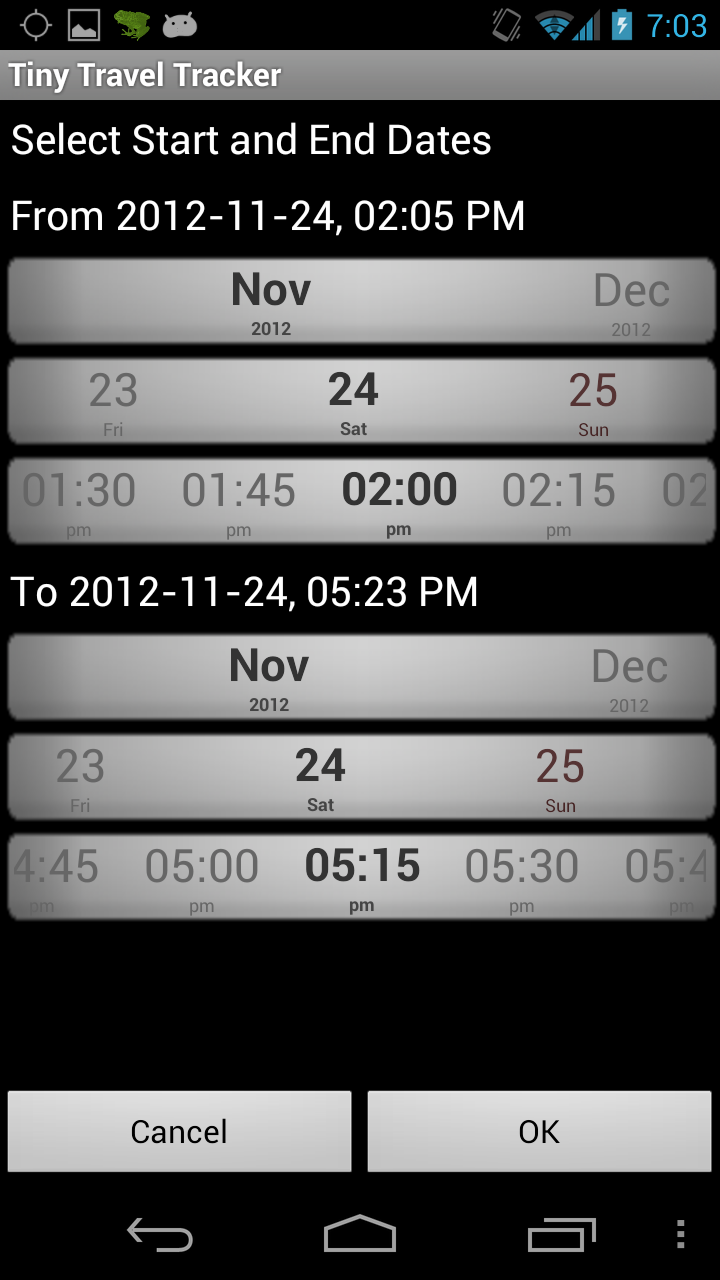 7:03
Tiny Travel Tracker
Select Start and End Dates
From 2012-11-24, 02:05 PM
Nov Dec
2012 2012
23 24 25
Fri Sat Sun
01:30 01:45 02:00 02:15 02
pm pm pm pm
To 2012-11-24, 05:23 PM
Nov Dec
2012 2012
23 24 25
Fri Sat Sun
4:45 05:00 05:15 05:30 05:4
pm pm pm pm pm
Cancel OK